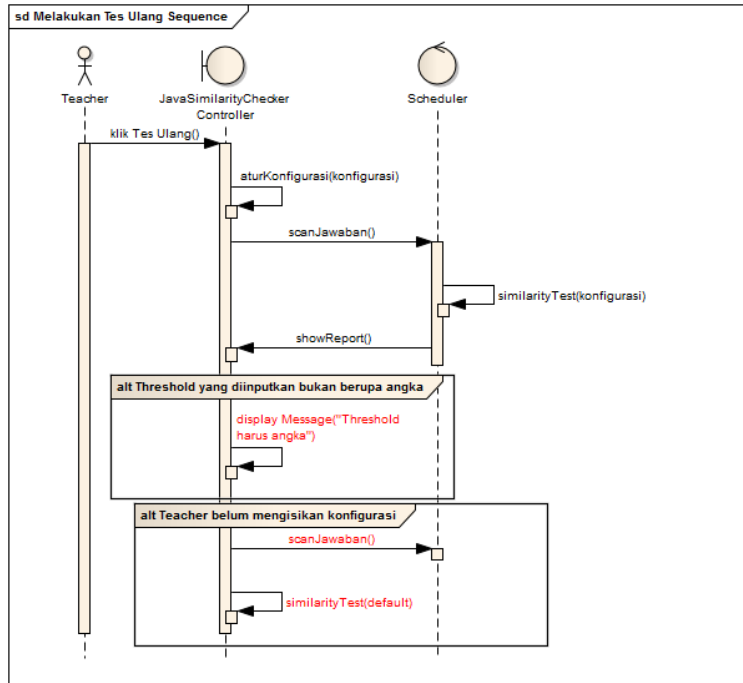 sd Melakukan Tes Ulang Sequence
Teacher
JavaSimilarityChecker
Controller
Scheduler
klik Tes Ulang()
aturKonfigurasi(konfigurasi)
scanJawaban()
similarityTest(konfigurasi)
showReport()
alt Threshold yang diinputkan bukan berupa angka
display Message("Threshold
harus angka")
alt Teacher belum mengisikan konfigurasi
scanJawaban()
similarityTest(default)